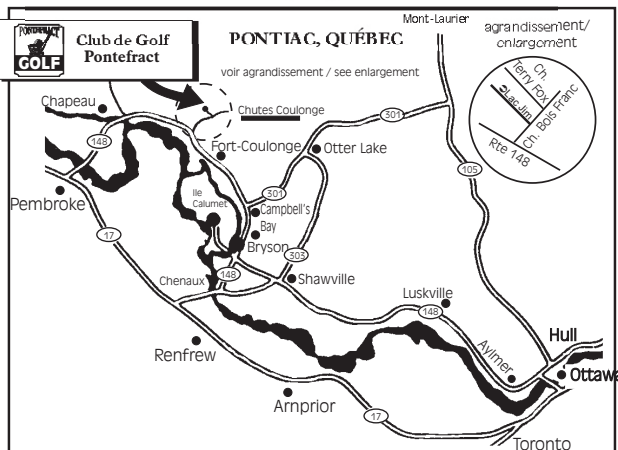 PONTEFRACT
GOLF
Club de Golf
Pontefract
PONTIAC, QUÉBEC
voir agrandissement / see enlargement
Mont-Laurier
agrandissement/
enlargement
Ch.
Terry Fox
Lac Jim
Ch. Bois Franc
Rte 148
Chapeau
Chutes Coulonge
301
148
Fort-Coulonge
Otter Lake
105
Pembroke
Ile
Calumet
301
Campbell's
Bay
17
Bryson
303
Chenaux
148
Shawville
Luskville
148
Renfrew
Aylmer
Hull
Ottawa
Arnprior
17
Toronto